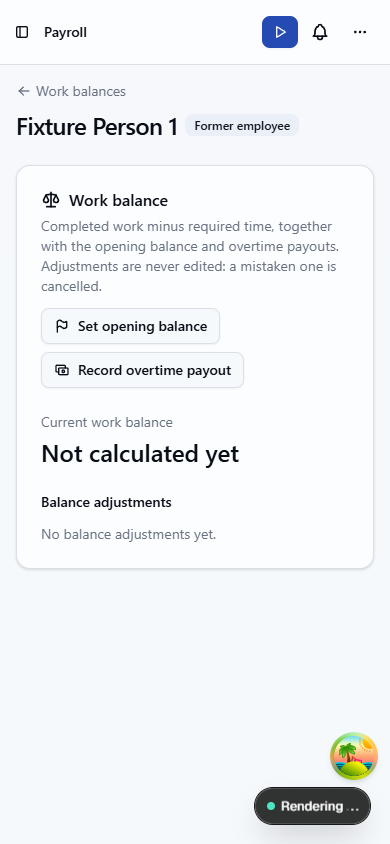 Payroll
Work balances
Fixture Person 1
Former employee
Work balance
Completed work minus required time, together
with the opening balance and overtime payouts.
Adjustments are never edited: a mistaken one is
cancelled.
Set opening balance
Record overtime payout
Current work balance
Not calculated yet
Balance adjustments
No balance adjustments yet.
Rendering ...